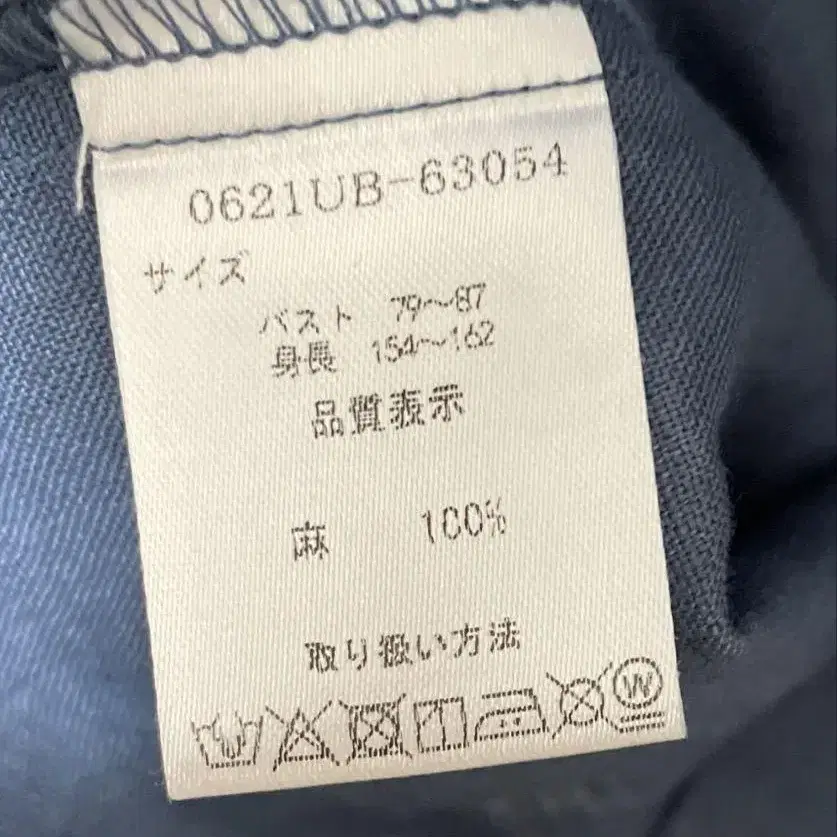 0621UB-63054
サイズ
バスト 79～87
身長 154～162
品質表示
麻 100%
取り扱い方法
W